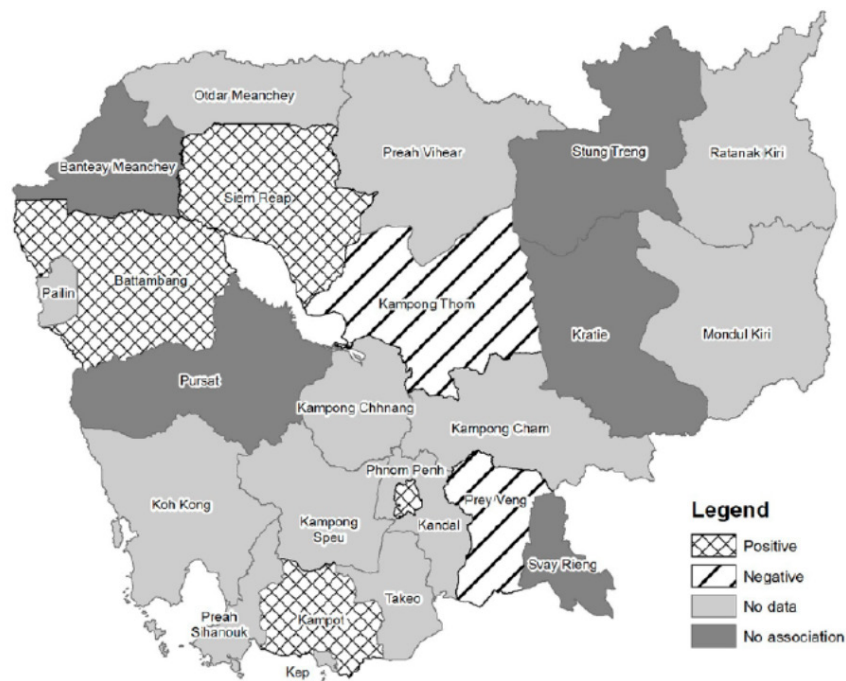 Otdar Meanchey
Preah Vihear
Stung Treng
Ratanak Kiri
Banteay Meanchey
Siem Reap
Battambang
Pailin
Kampong Thom
Kratie
Mondul Kiri
Pursat
Kampong Chhnang
Kampong Cham
Phnom Penh
Prey Veng
Koh Kong
Kampong
Speu
Kandal
Svay Rieng
Takeo
Preah
Sihanouk
Kampot
Kep
Legend
Positive
Negative
No data
No association